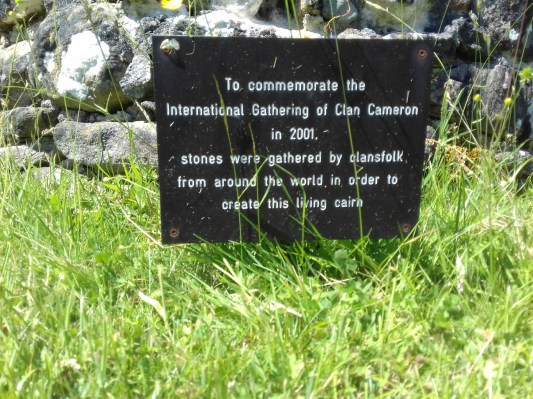 To commemorate the
International Gathering of Clan Cameron
in 2001,
stones were gathered by clansfolk
from around the world in order to
create this living cairn